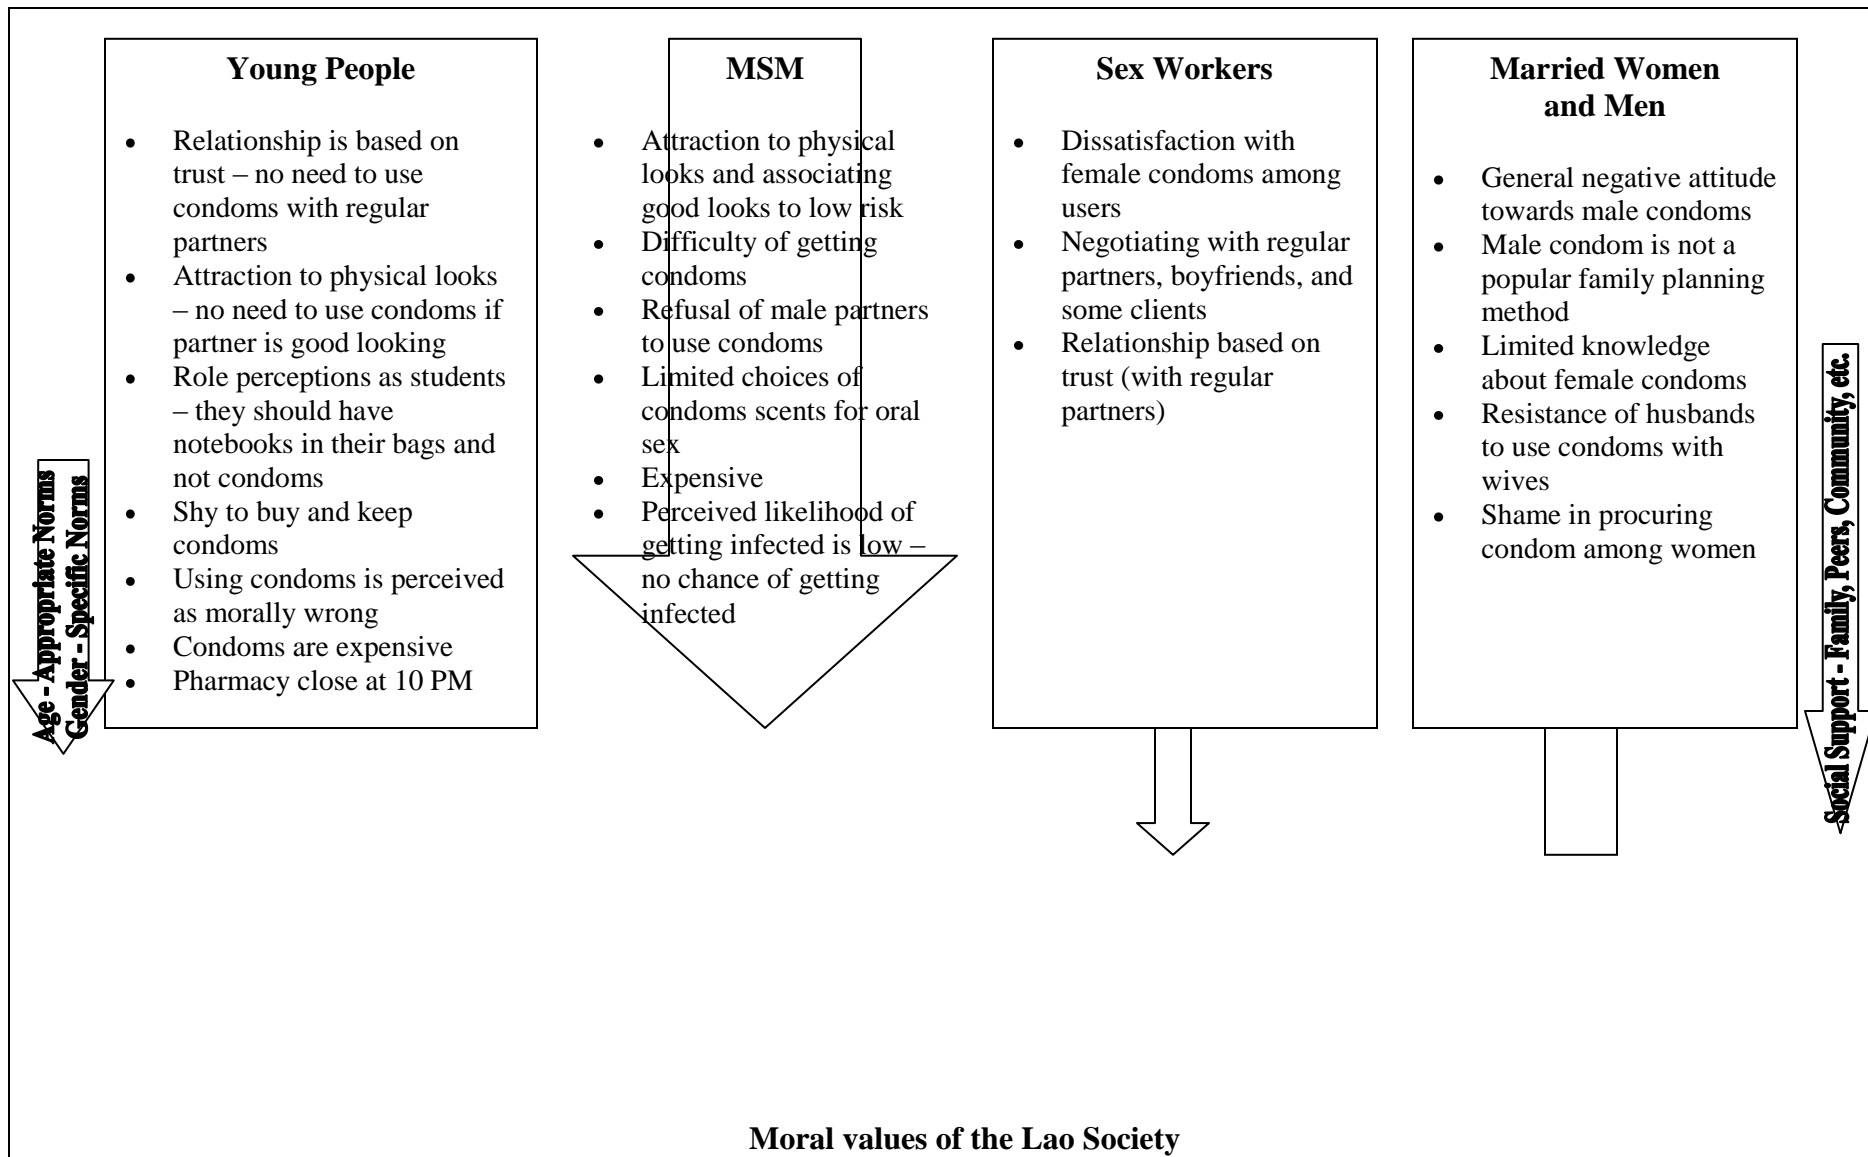 Young People
• Relationship is based on
trust – no need to use
condoms with regular
partners
• Attraction to physical looks
– no need to use condoms if
partner is good looking
• Role perceptions as students
– they should have
notebooks in their bags and
not condoms
• Shy to buy and keep
condoms
• Using condoms is perceived
as morally wrong
• Condoms are expensive
• Pharmacy close at 10 PM
MSM
• Attraction to physical
looks and associating
good looks to low risk
• Difficulty of getting
condoms
• Refusal of male partners
to use condoms
• Limited choices of
condoms scents for oral
sex
• Expensive
• Perceived likelihood of
getting infected is low –
no chance of getting
infected
Sex Workers
• Dissatisfaction with
female condoms among
users
• Negotiating with regular
partners, boyfriends, and
some clients
• Relationship based on
trust (with regular
partners)
Married Women
and Men
• General negative attitude
towards male condoms
• Male condom is not a
popular family planning
method
• Limited knowledge
about female condoms
• Resistance of husbands
to use condoms with
wives
• Shame in procuring
condom among women
Age - Appropriate Norms
Gender - Specific Norms
Social Support - Family, Peers, Community, etc.
Moral values of the Lao Society